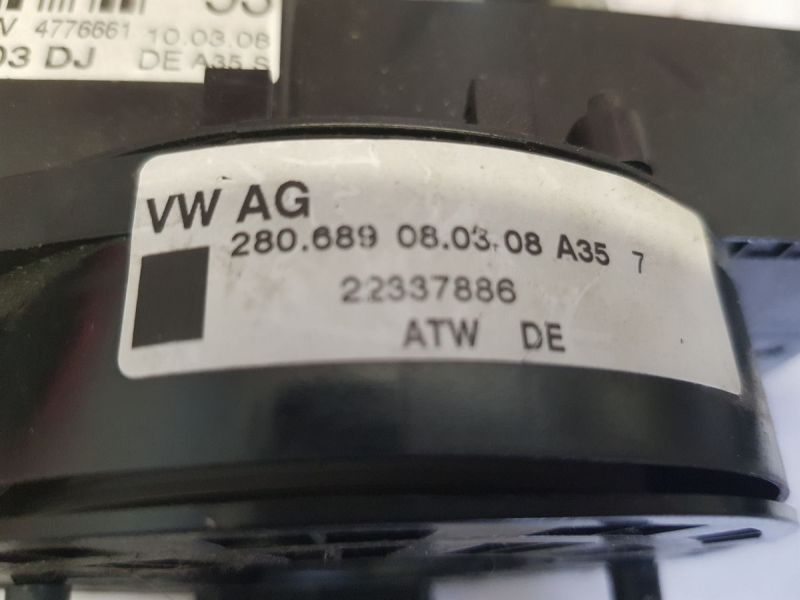 4776661 10.03.08
03 DJ DE A35 S
VW AG
280.689 08.03.08 A35 7
22337886
ATW DE